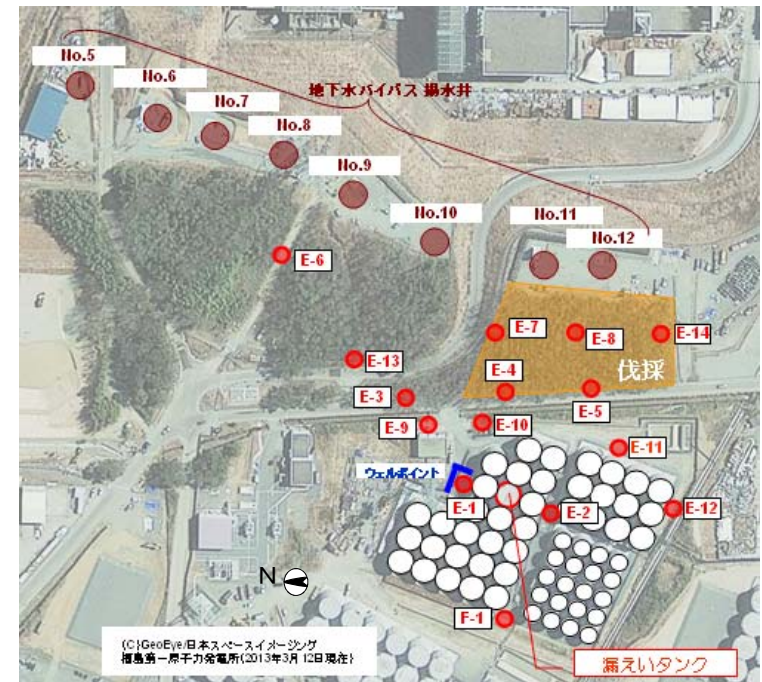 No.5
No.6
No.7
地下水バイパス 揚水井
No.8
No.9
No.10
No.11
No.12
E-6
E-7
E-8
E-14
E-13
伐採
E-4
E-3
E-5
E-9
E-10
E-11
ウェルポイント
E-1
E-2
E-12
N
F-1
(C)GeoEye/日本スペースイメージング
福島第一原子力発電所(2013年3月12日現在)
漏えいタンク